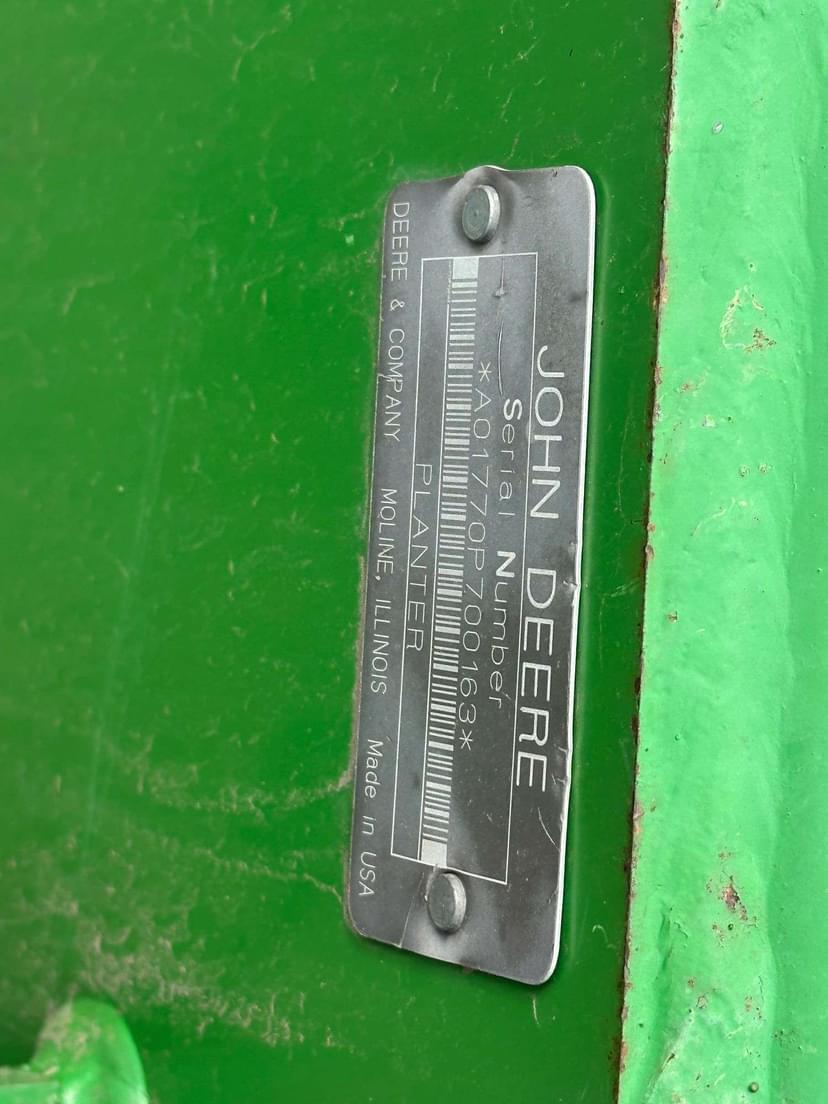 JOHN DEERE
Serial Number
*A01770P700163*
PLANTER
DEERE & COMPANY MOLINE, ILLINOIS Made in USA